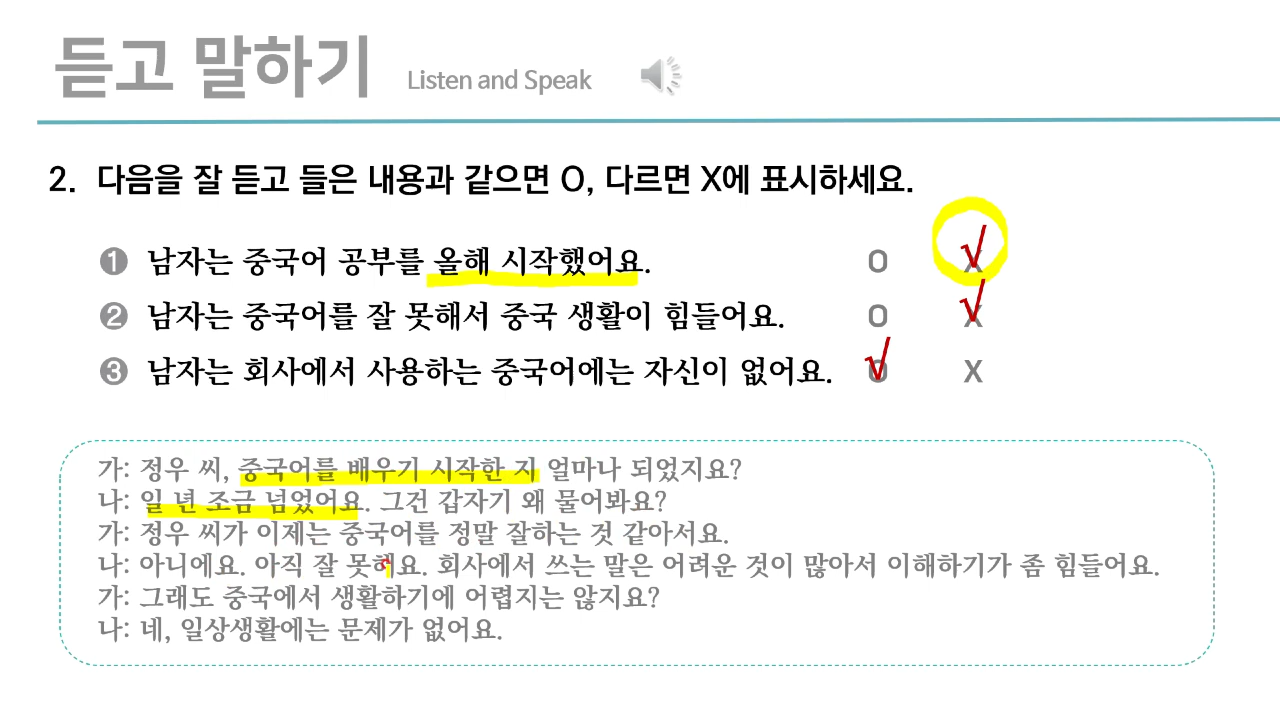 듣고 말하기 Listen and Speak
2. 다음을 잘 듣고 들은 내용과 같으면 O, 다르면 X에 표시하세요.
❶ 남자는 중국어 공부를 올해 시작했어요. O X
❷ 남자는 중국어를 잘 못해서 중국 생활이 힘들어요. O X
❸ 남자는 회사에서 사용하는 중국어에는 자신이 없어요. O X
가: 정우 씨, 중국어를 배우기 시작한 지 얼마나 되었지요?
나: 일 년 조금 넘었어요. 그건 갑자기 왜 물어봐요?
가: 정우 씨가 이제는 중국어를 정말 잘하는 것 같아서요.
나: 아니에요. 아직 잘 못해요. 회사에서 쓰는 말은 어려운 것이 많아서 이해하기가 좀 힘들어요.
가: 그래도 중국에서 생활하기에 어렵지는 않지요?
나: 네, 일상생활에는 문제가 없어요.